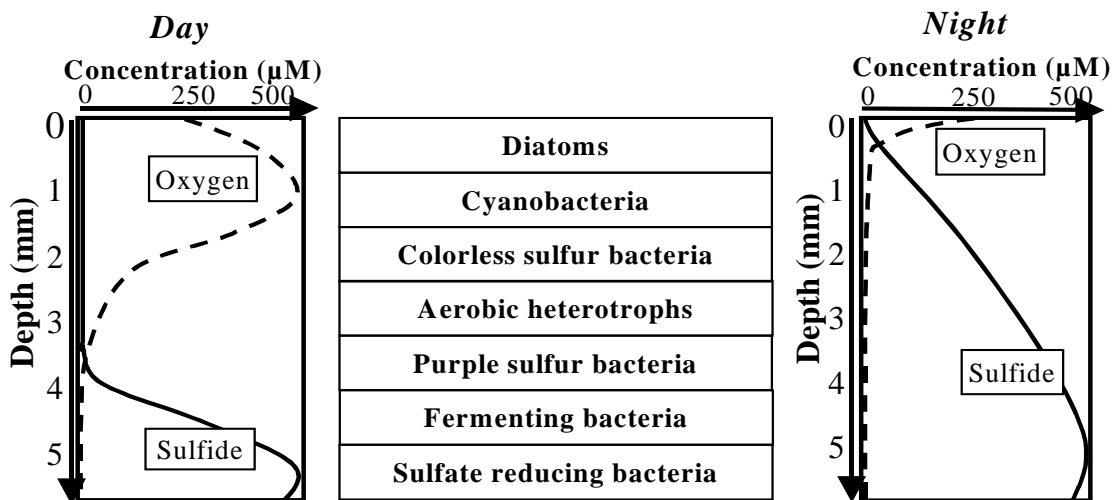 Day
Concentration (µM)
0 250 500
Depth (mm)
0
1
2
3
4
5
Oxygen
Sulfide
Diatoms
Cyanobacteria
Colorless sulfur bacteria
Aerobic heterotrophs
Purple sulfur bacteria
Fermenting bacteria
Sulfate reducing bacteria
Night
Concentration (µM)
0 250 500
Depth (mm)
0
1
2
3
4
5
Oxygen
Sulfide